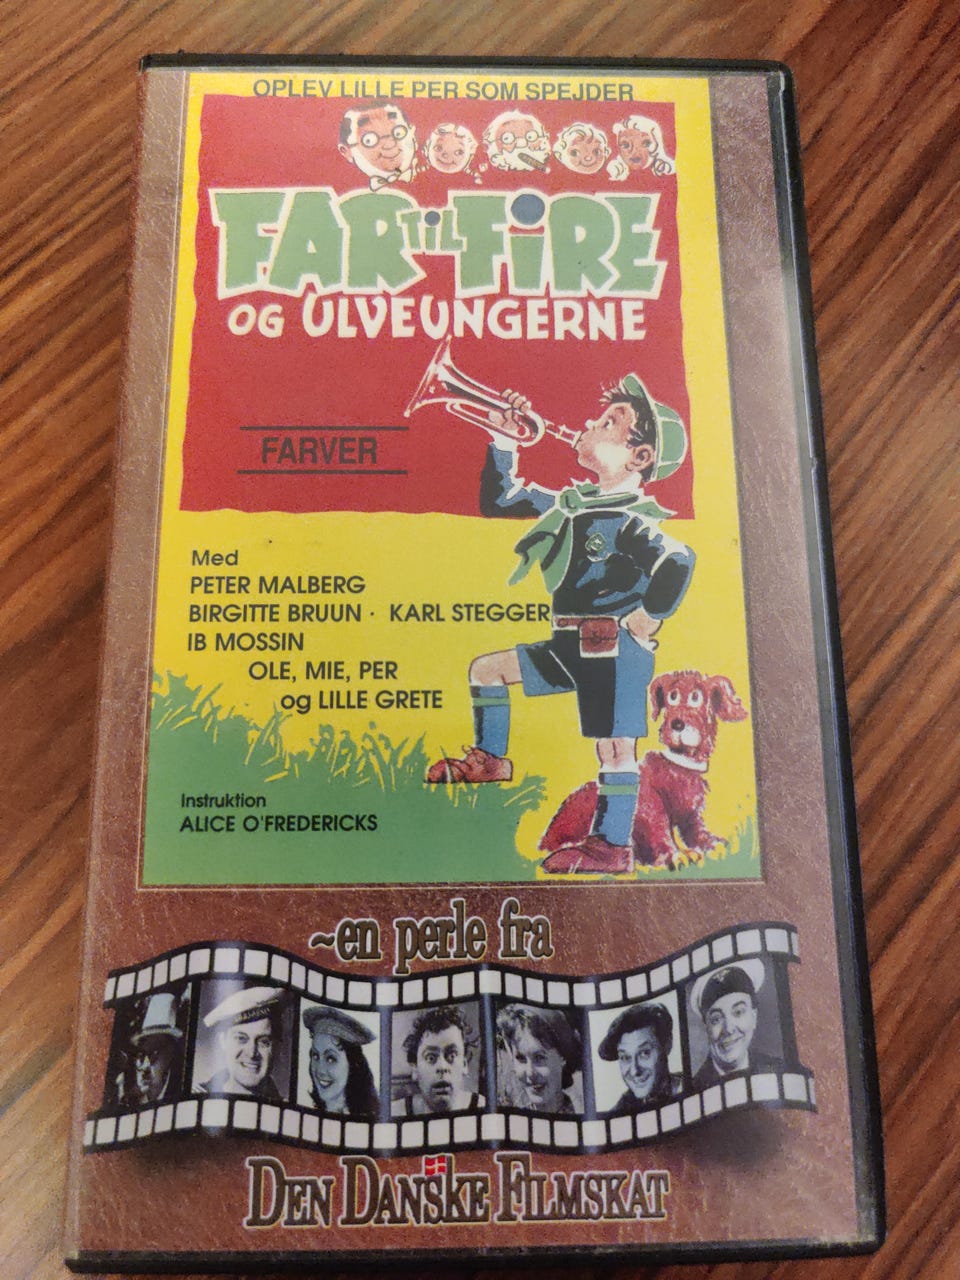 OPLEV LILLE PER SOM SPEJDER
FAR TIL FIRE
OG ULVEUNGERNE
FARVER
Med
PETER MALBERG
BIRGITTE BRUUN · KARL STEGGER
IB MOSSIN
OLE, MIE, PER
og LILLE GRETE
Instruktion
ALICE O'FREDERICKS
~en perle fra
DEN DANSKE FILMSKAT